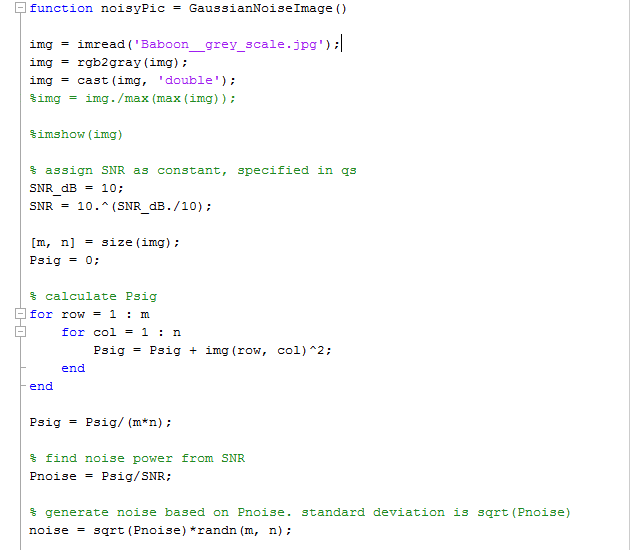 function noisyPic = GaussianNoiseImage()
img = imread('Baboon__grey_scale.jpg');
img = rgb2gray(img);
img = cast(img, 'double');
%img = img./max(max(img));
%imshow(img)
% assign SNR as constant, specified in qs
SNR_dB = 10;
SNR = 10.^(SNR_dB./10);
[m, n] = size(img);
Psig = 0;
% calculate Psig
for row = 1 : m
for col = 1 : n
Psig = Psig + img(row, col)^2;
end
end
Psig = Psig/(m*n);
% find noise power from SNR
Pnoise = Psig/SNR;
% generate noise based on Pnoise. standard deviation is sqrt(Pnoise)
noise = sqrt(Pnoise)*randn(m, n);